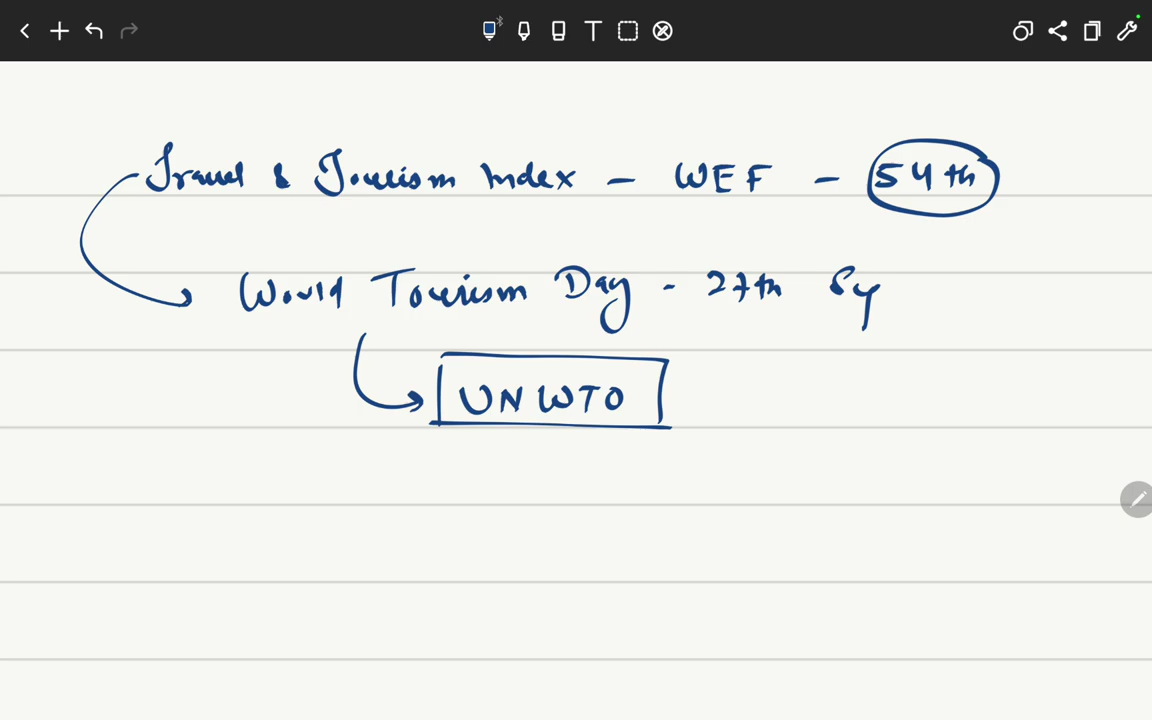 Travel & Tourism Index - WEF - 54th
World Tourism Day - 27th Sep
UNWTO